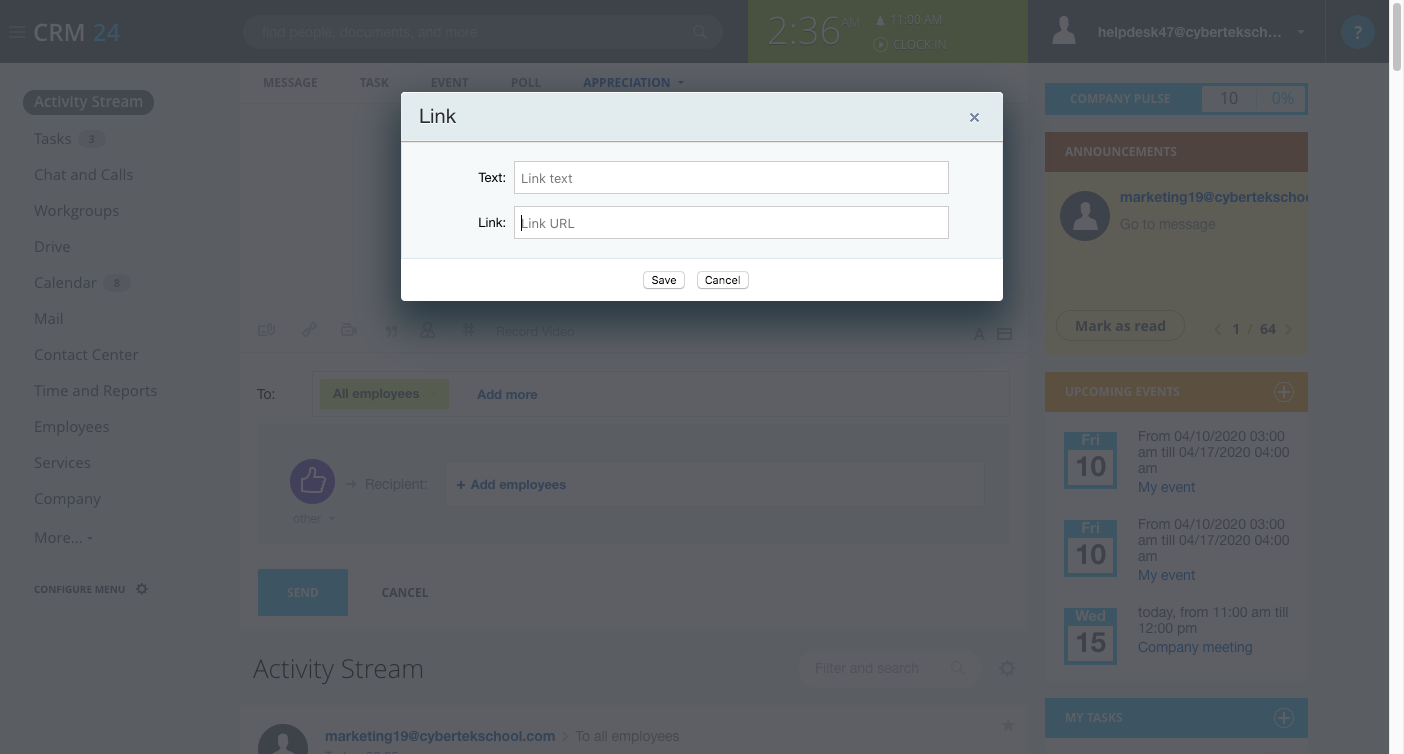 CRM 24
find people, documents, and more
2:36 AM
11:00 AM
CLOCK IN
helpdesk47@cyberteksch...
?
Activity Stream
Tasks 3
Chat and Calls
Workgroups
Drive
Calendar 8
Mail
Contact Center
Time and Reports
Employees
Services
Company
More...
CONFIGURE MENU
MESSAGE TASK EVENT POLL APPRECIATION
Link
×
Text: Link text
Link: Link URL
Save Cancel
# Record Video
A
To: All employees Add more
Recipient: + Add employees
other
SEND CANCEL
Activity Stream
Filter and search
marketing19@cybertekschool.com > To all employees
COMPANY PULSE 10 0%
ANNOUNCEMENTS
marketing19@cybertekschoo
Go to message
Mark as read
1 / 64
UPCOMING EVENTS
Fri
10
From 04/10/2020 03:00
am till 04/17/2020 04:00
am
My event
Fri
10
From 04/10/2020 03:00
am till 04/17/2020 04:00
am
My event
Wed
15
today, from 11:00 am till
12:00 pm
Company meeting
MY TASKS